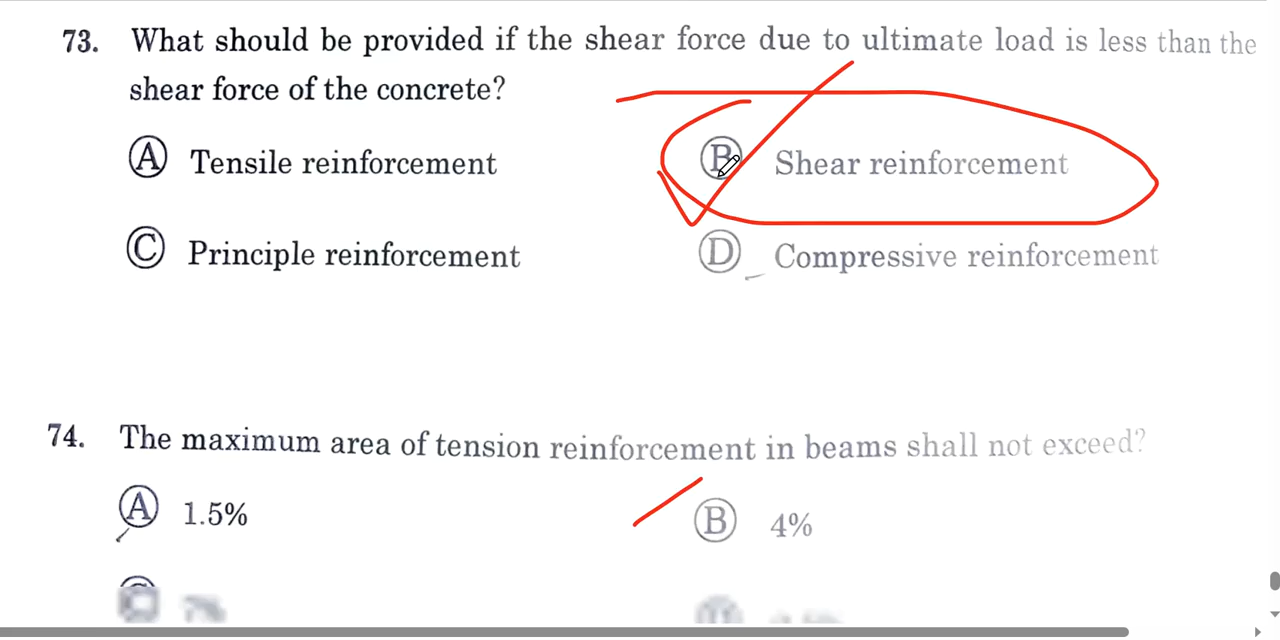 73. What should be provided if the shear force due to ultimate load is less than the
shear force of the concrete?
A Tensile reinforcement
B Shear reinforcement
C Principle reinforcement
D Compressive reinforcement
74. The maximum area of tension reinforcement in beams shall not exceed?
A 1.5%
B 4%